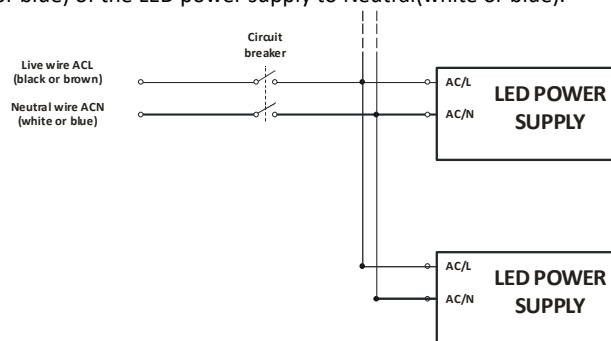 or blue) of the LED power supply to Neutral(white or blue).
Circuit
breaker
Live wire ACL
(black or brown)
Neutral wire ACN
(white or blue)
AC/L
AC/N
LED POWER
SUPPLY
AC/L
AC/N
LED POWER
SUPPLY